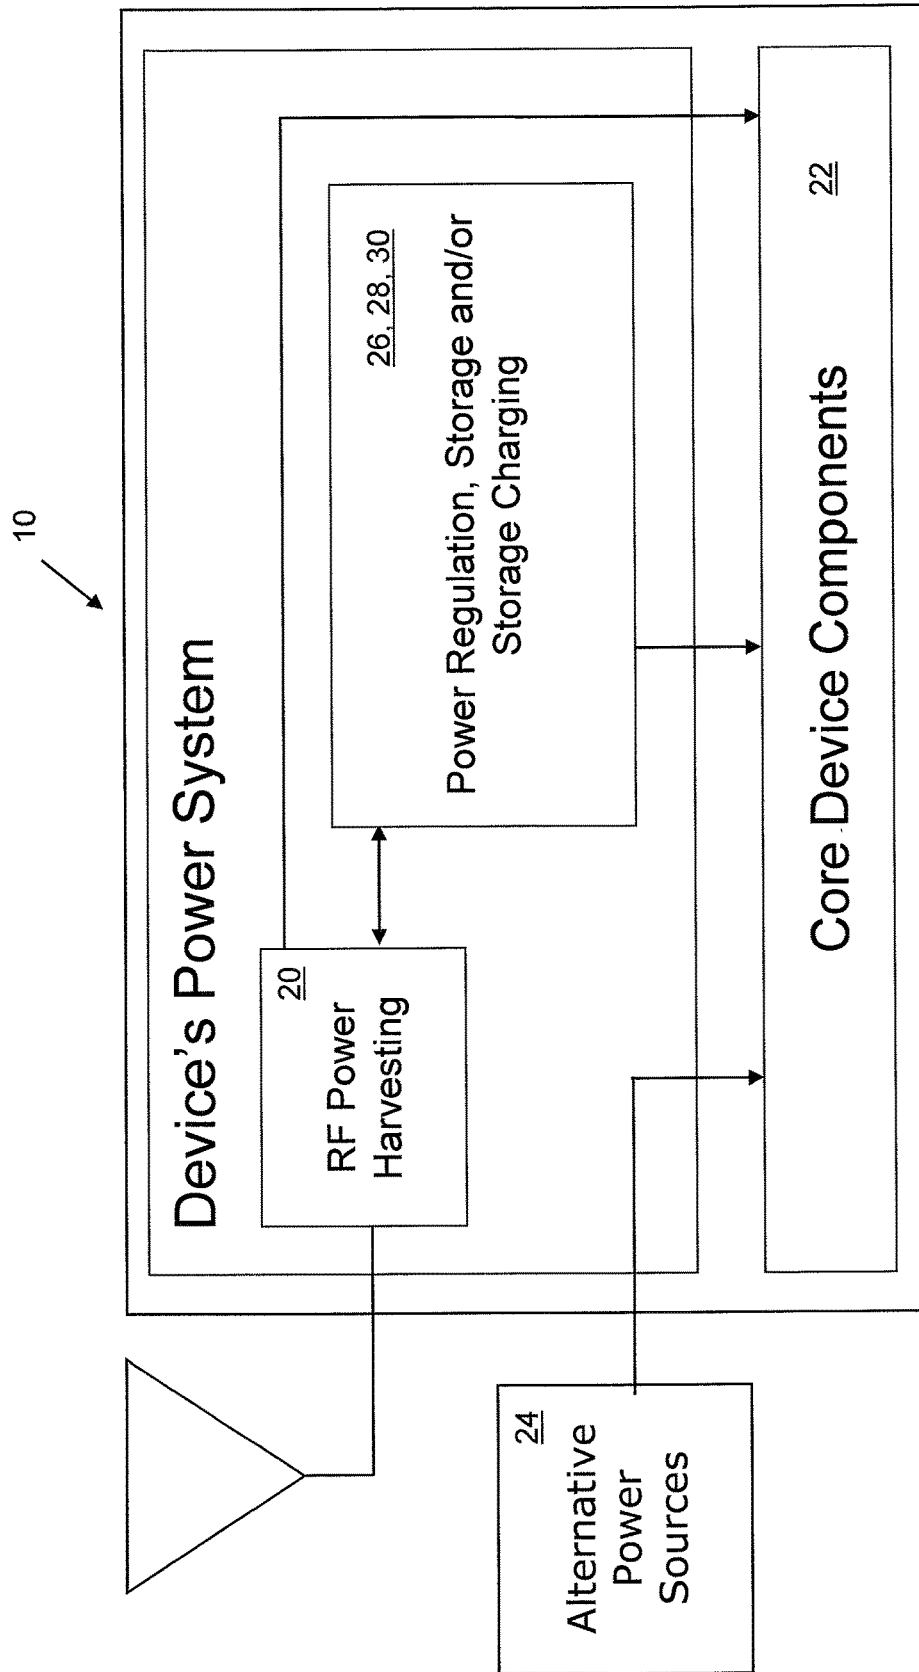 10
Device's Power System
20
RF Power
Harvesting
26, 28, 30
Power Regulation, Storage and/or
Storage Charging
24
Alternative
Power
Sources
Core Device Components
22